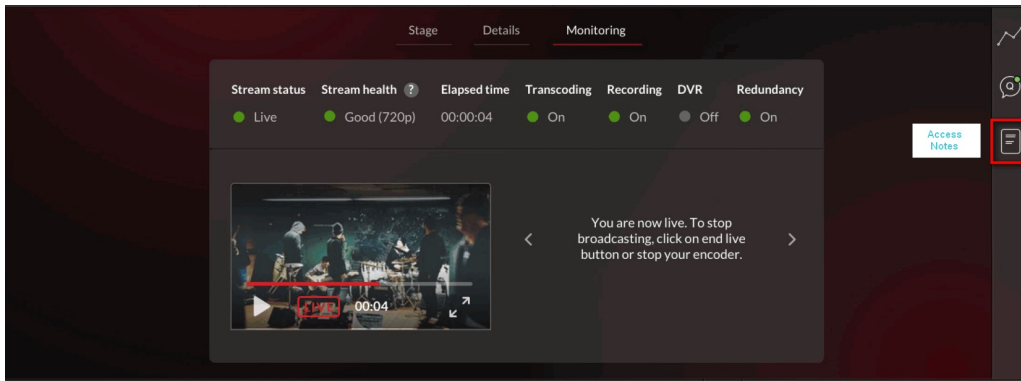 Stage Details Monitoring
Stream status Stream health ? Elapsed time Transcoding Recording DVR Redundancy
Live Good (720p) 00:00:04 On On Off On
Access
Notes
You are now live. To stop
broadcasting, click on end live
button or stop your encoder.
LIVE 00:04